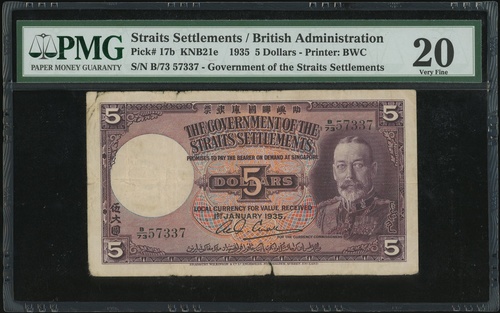 PMG
PAPER MONEY GUARANTY
Straits Settlements / British Administration
Pick# 17b KNB21e 1935 5 Dollars - Printer: BWC
S/N B/73 57337 - Government of the Straits Settlements
20
Very Fine
5
5
THE GOVERNMENT OF THE
STRAITS SETTLEMENTS
B/73 57337
PROMISES TO PAY THE BEARER ON DEMAND AT SINGAPORE
5
DOLLARS
LOCAL CURRENCY FOR VALUE RECEIVED
1ST JANUARY 1935.
伍大圓
B/73 57337
5
5